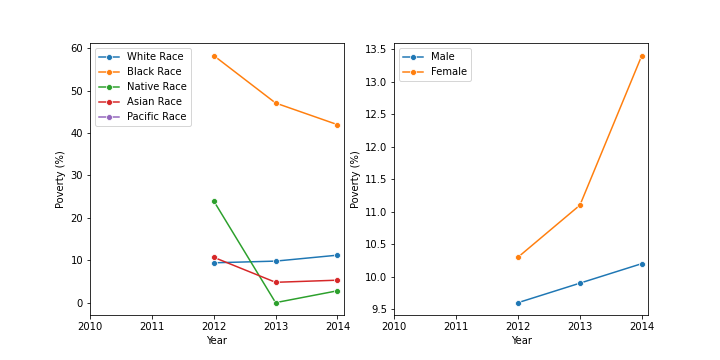 White Race
Black Race
Native Race
Asian Race
Pacific Race
60
50
40
30
20
10
0
Poverty (%)
2010 2011 2012 2013 2014
Year
Male
Female
13.5
13.0
12.5
12.0
11.5
11.0
10.5
10.0
9.5
Poverty (%)
2010 2011 2012 2013 2014
Year